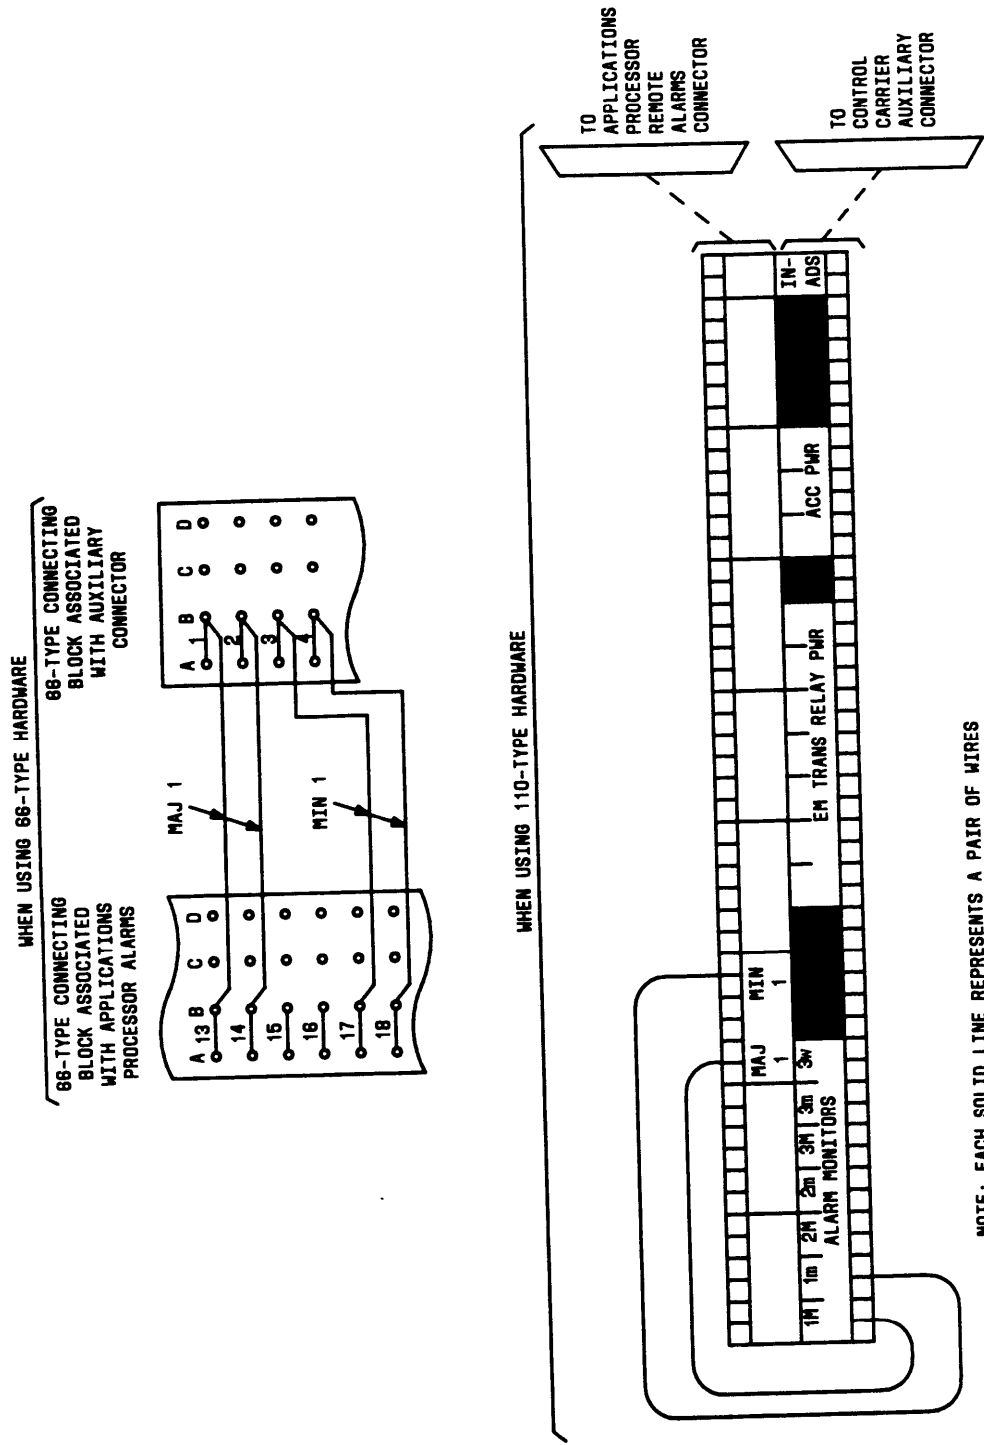 WHEN USING 66-TYPE HARDWARE
66-TYPE CONNECTING
BLOCK ASSOCIATED
WITH APPLICATIONS
PROCESSOR ALARMS
66-TYPE CONNECTING
BLOCK ASSOCIATED
WITH AUXILIARY
CONNECTOR
A B C D
13
14
15
16
17
18
MAJ 1
MIN 1
A B C D
1
2
3
4
WHEN USING 110-TYPE HARDWARE
MAJ
1
MIN
1
1M 1m 2M 2m 3M 3m 3w
ALARM MONITORS
EM TRANS RELAY PWR
ACC PWR
IN-
ADS
TO
APPLICATIONS
PROCESSOR
REMOTE
ALARMS
CONNECTOR
TO
CONTROL
CARRIER
AUXILIARY
CONNECTOR
NOTE: EACH SOLID LINE REPRESENTS A PAIR OF WIRES